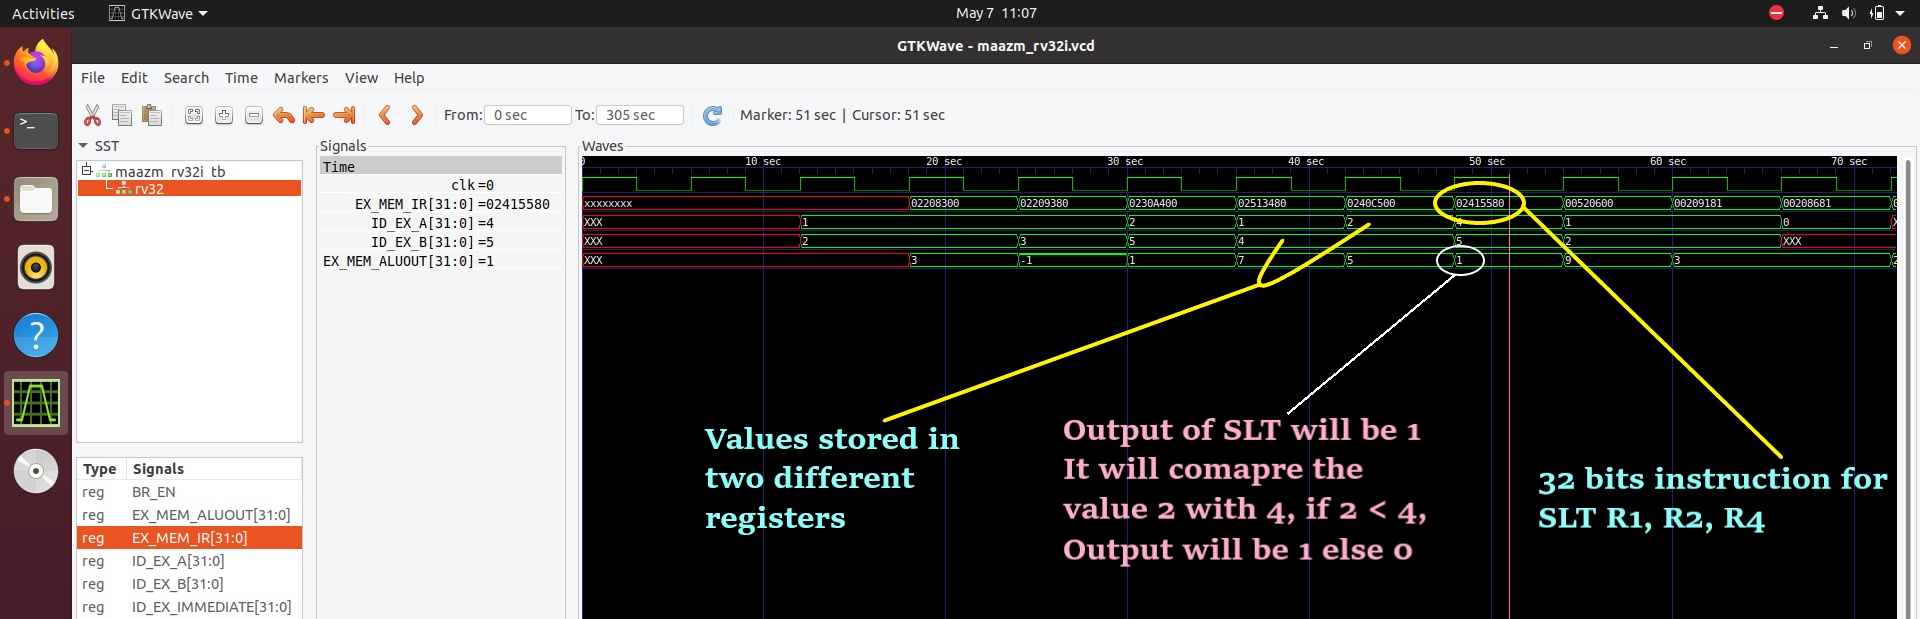 Activities GTKWave May 7 11:07
GTKWave - maazm_rv32i.vcd
File Edit Search Time Markers View Help
From: 0 sec To: 305 sec Marker: 51 sec | Cursor: 51 sec
SST
maazm_rv32i_tb
rv32
Type Signals
reg BR_EN
reg EX_MEM_ALUOUT[31:0]
reg EX_MEM_IR[31:0]
reg ID_EX_A[31:0]
reg ID_EX_B[31:0]
reg ID_EX_IMMEDIATE[31:0]
Signals
Time
clk=0
EX_MEM_IR[31:0]=02415580
ID_EX_A[31:0]=4
ID_EX_B[31:0]=5
EX_MEM_ALUOUT[31:0]=1
Waves
10 sec 20 sec 30 sec 40 sec 50 sec 60 sec 70 sec
xxxxxxxx 02208300 02209380 0230A400 02513480 0240C500 02415580 00520600 00209181 00208681
XXX 1 2 1 2 4 1 0
XXX 2 3 5 4 5 2 XXX
XXX 3 -1 1 7 5 1 9 3
Values stored in
two different
registers
Output of SLT will be 1
It will comapre the
value 2 with 4, if 2 < 4,
Output will be 1 else 0
32 bits instruction for
SLT R1, R2, R4